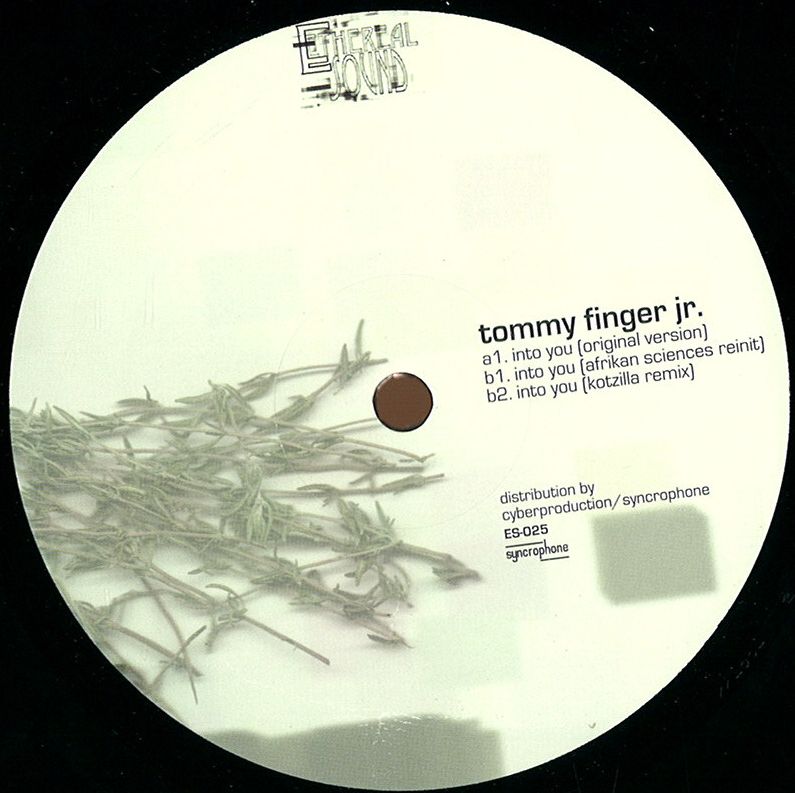 ETHEREAL
SOUND
tommy finger jr.
a1. into you (original version)
b1. into you (afrikan sciences reinit)
b2. into you (kotzilla remix)
distribution by
cyberproduction/syncrophone
ES-025
syncrophone